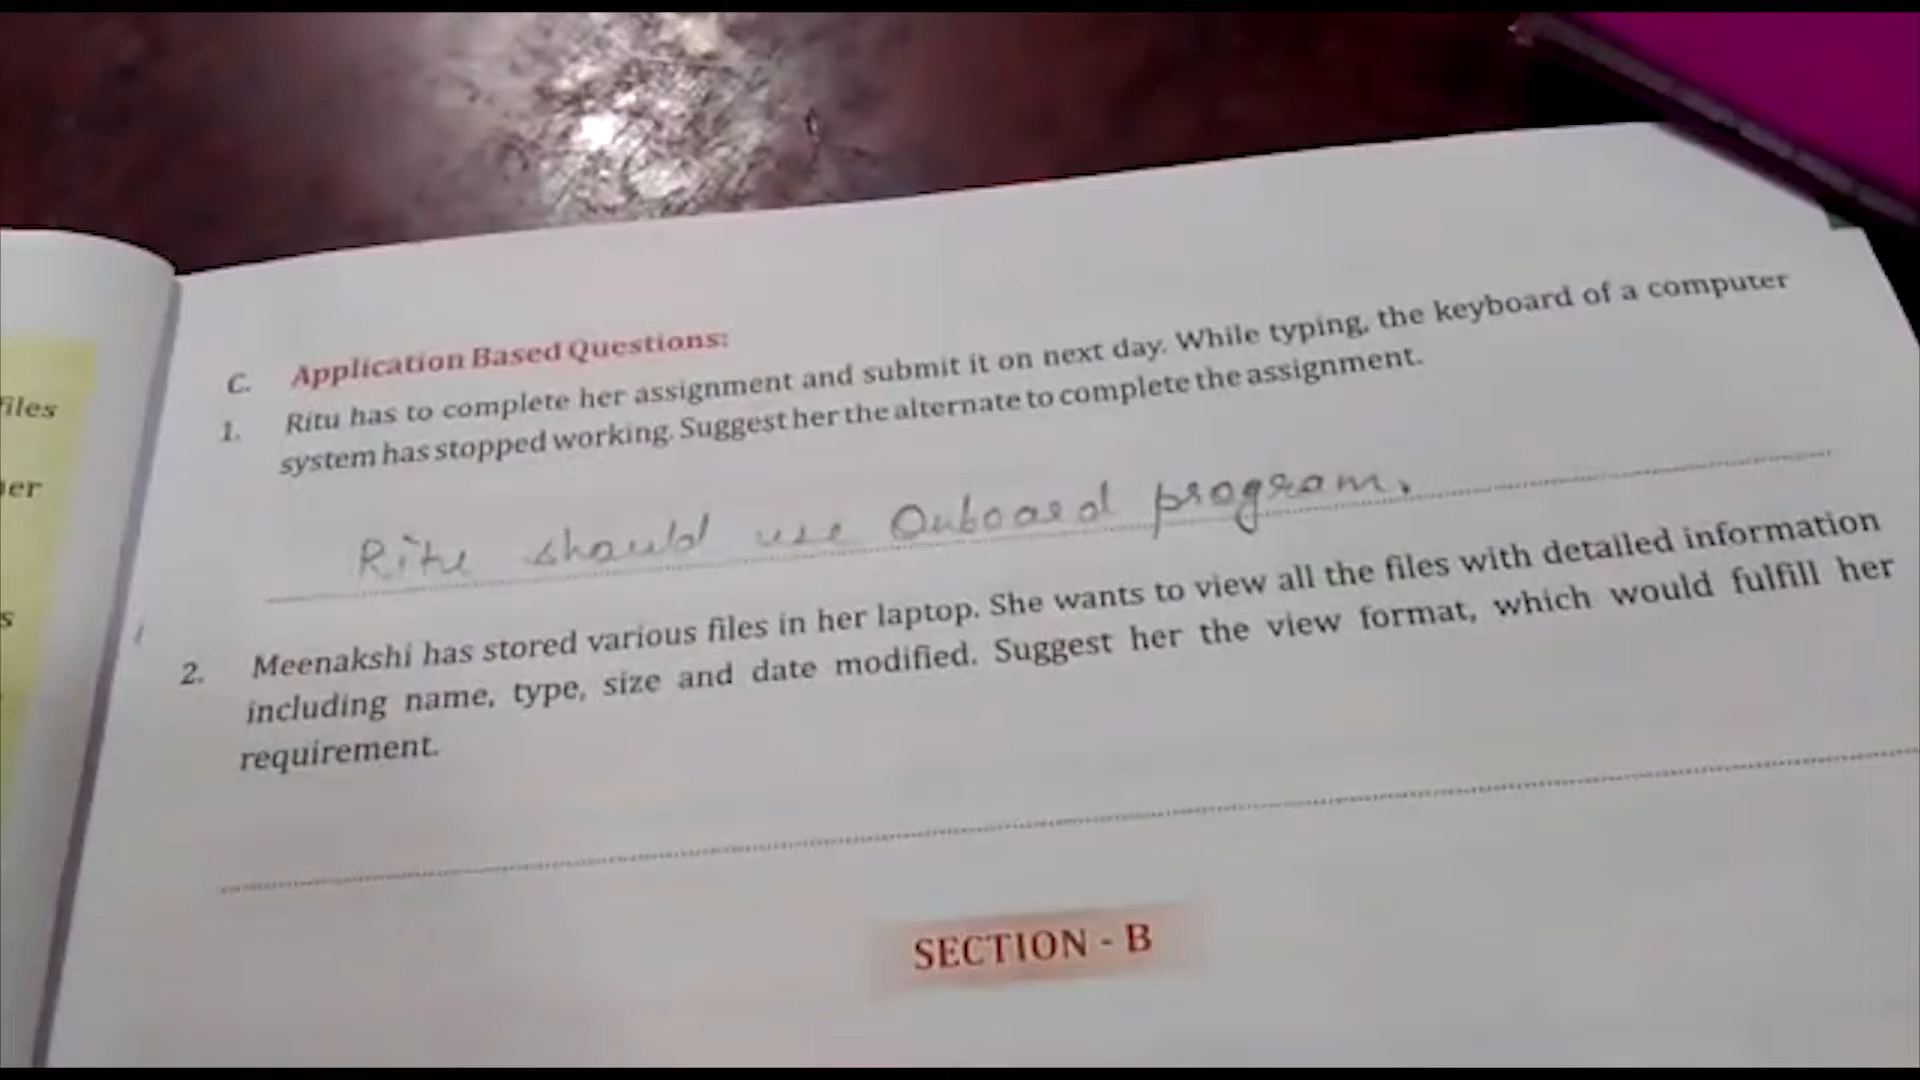 files
er
s
C. Application Based Questions:
1. Ritu has to complete her assignment and submit it on next day. While typing, the keyboard of a computer
system has stopped working. Suggest her the alternate to complete the assignment.
Ritu should use Onboard program.
2. Meenakshi has stored various files in her laptop. She wants to view all the files with detailed information
including name, type, size and date modified. Suggest her the view format, which would fulfill her
requirement.
SECTION - B